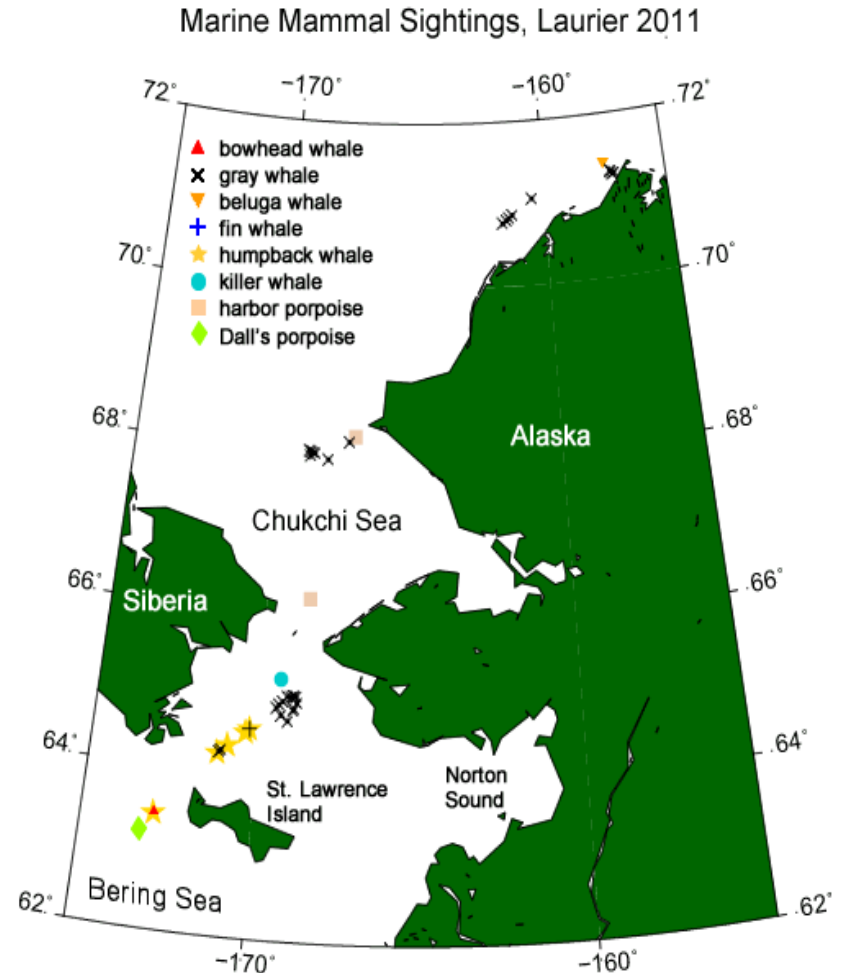 Marine Mammal Sightings, Laurier 2011
−170°
−160°
72°
72°
bowhead whale
gray whale
beluga whale
fin whale
humpback whale
killer whale
harbor porpoise
Dall's porpoise
70°
70°
68°
68°
Alaska
Chukchi Sea
66°
66°
Siberia
64°
64°
St. Lawrence
Island
Norton
Sound
Bering Sea
62°
62°
−170°
−160°